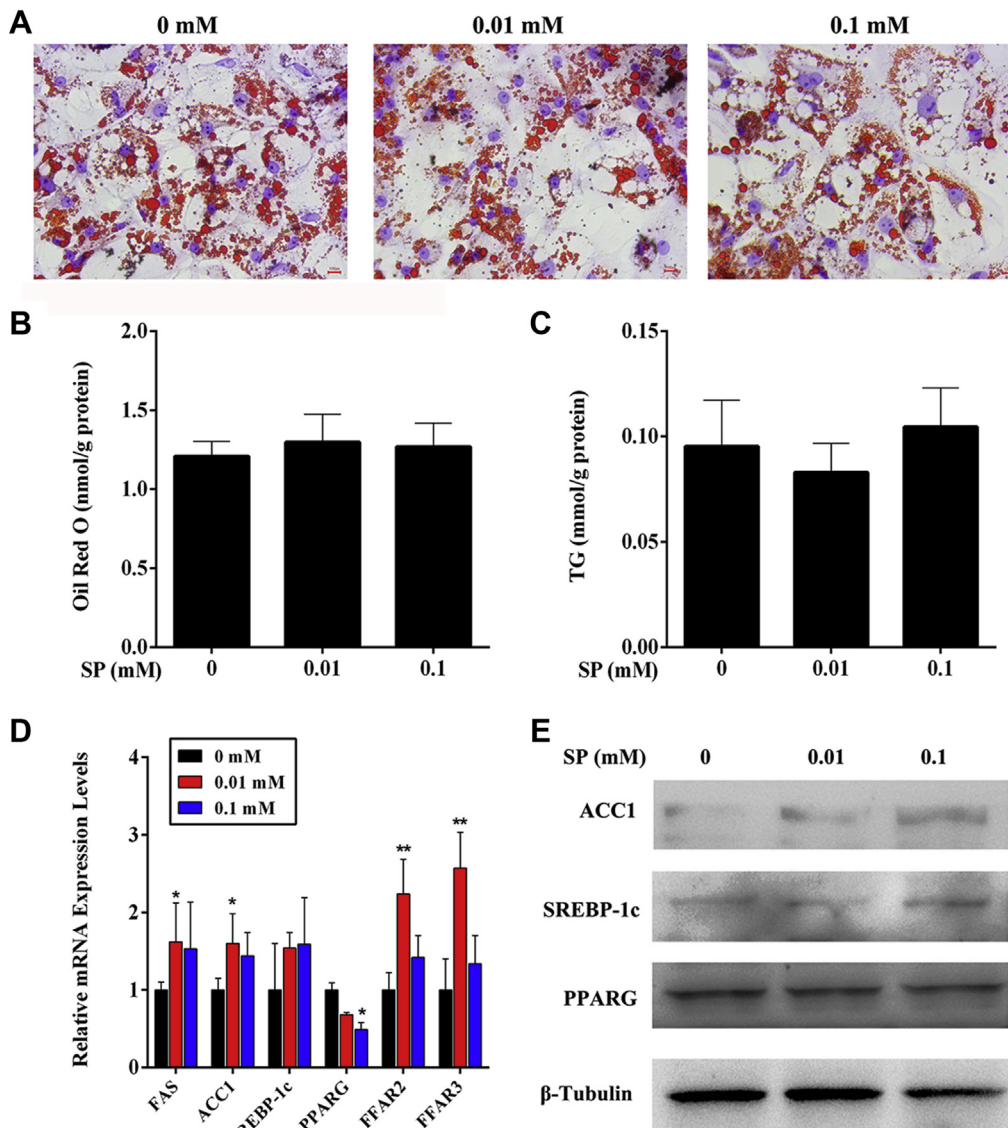 A
0 mM
0.01 mM
0.1 mM
B
Oil Red O (nmol/g protein)
2.0
1.5
1.0
0.5
0.0
SP (mM)
0
0.01
0.1
C
TG (mmol/g protein)
0.15
0.10
0.05
0.00
SP (mM)
0
0.01
0.1
D
Relative mRNA Expression Levels
4
3
2
1
0
0 mM
0.01 mM
0.1 mM
*
*
*
**
**
FAS
ACC1
REBP-1c
PPARG
FFAR2
FFAR3
E
SP (mM)
0
0.01
0.1
ACC1
SREBP-1c
PPARG
β-Tubulin